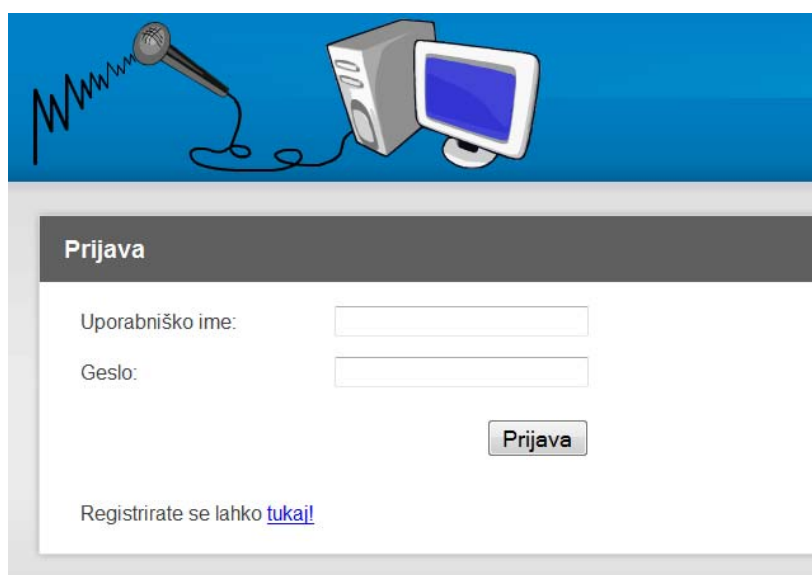 Prijava
Uporabniško ime:
Geslo:
Prijava
Registrirate se lahko tukaj!